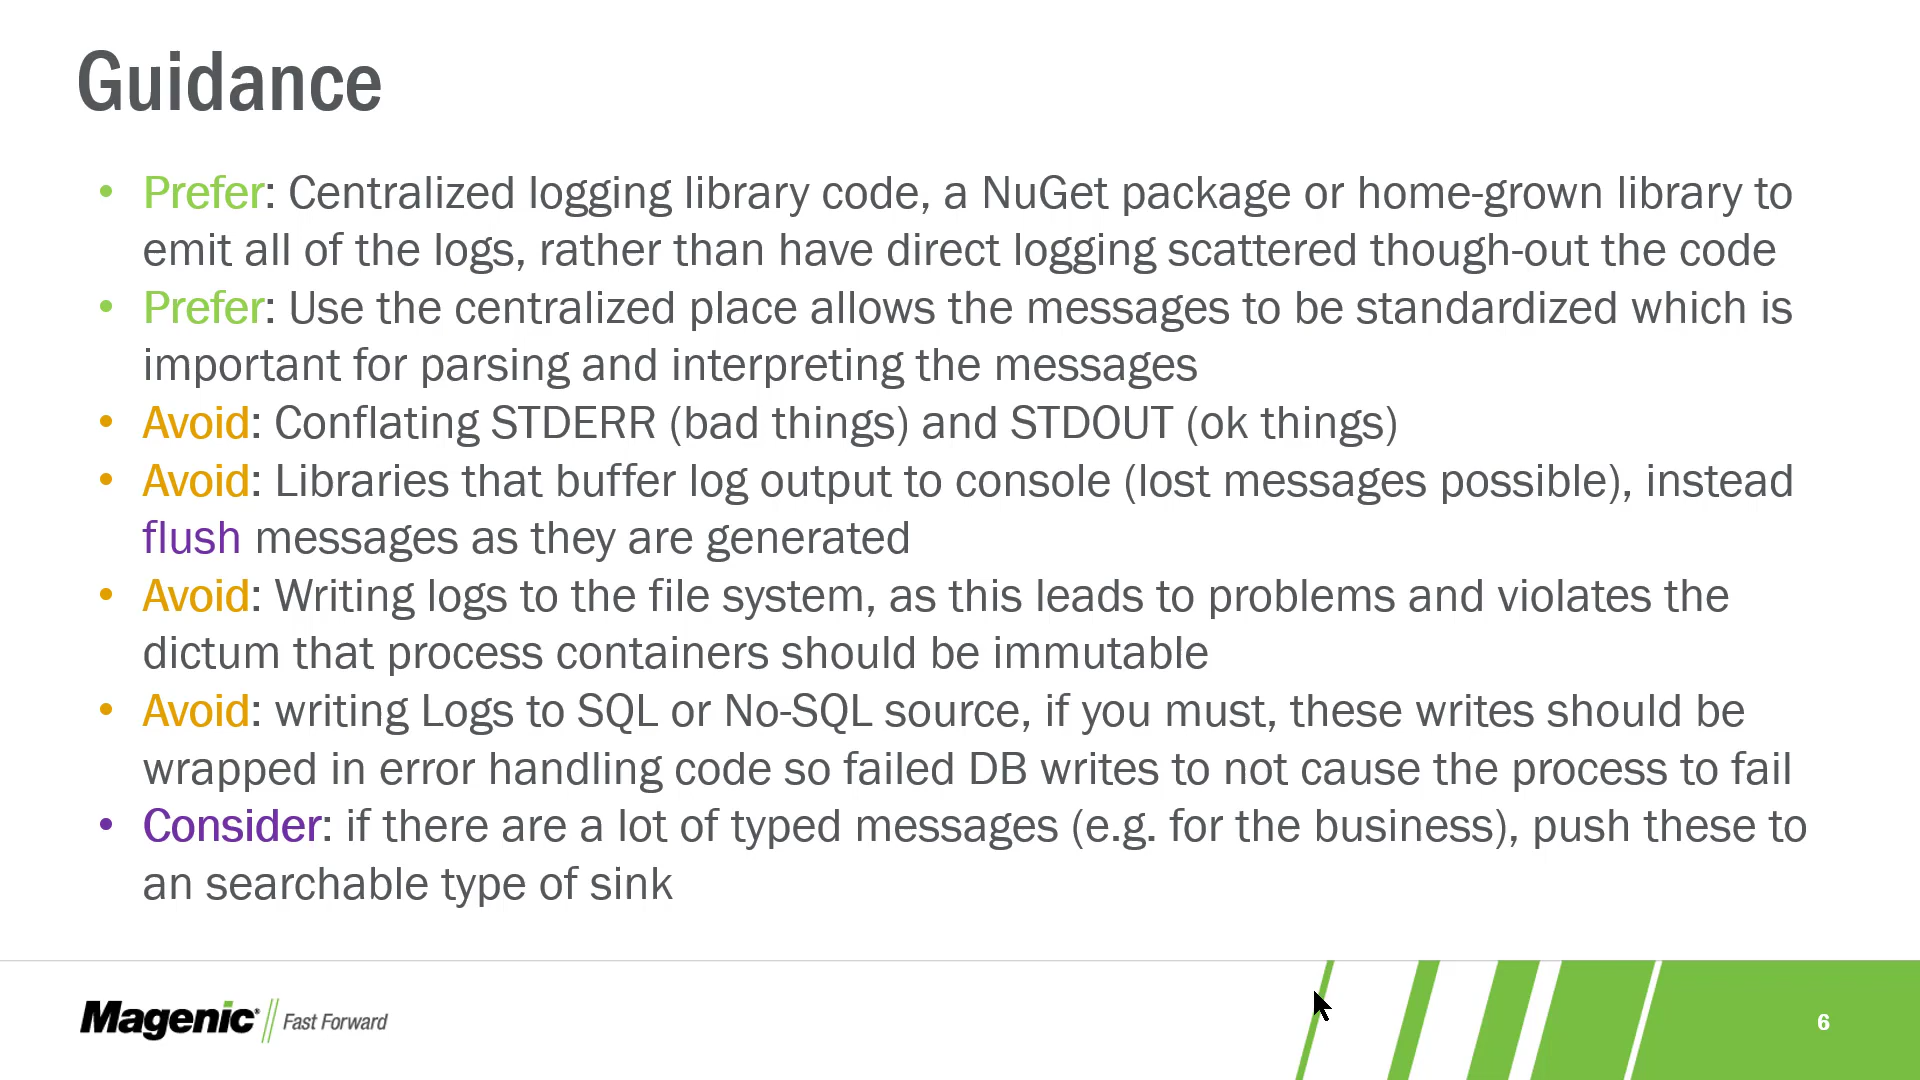 Guidance
• Prefer: Centralized logging library code, a NuGet package or home-grown library to
emit all of the logs, rather than have direct logging scattered though-out the code
• Prefer: Use the centralized place allows the messages to be standardized which is
important for parsing and interpreting the messages
• Avoid: Conflating STDERR (bad things) and STDOUT (ok things)
• Avoid: Libraries that buffer log output to console (lost messages possible), instead
flush messages as they are generated
• Avoid: Writing logs to the file system, as this leads to problems and violates the
dictum that process containers should be immutable
• Avoid: writing Logs to SQL or No-SQL source, if you must, these writes should be
wrapped in error handling code so failed DB writes to not cause the process to fail
• Consider: if there are a lot of typed messages (e.g. for the business), push these to
an searchable type of sink
Magenic Fast Forward
6